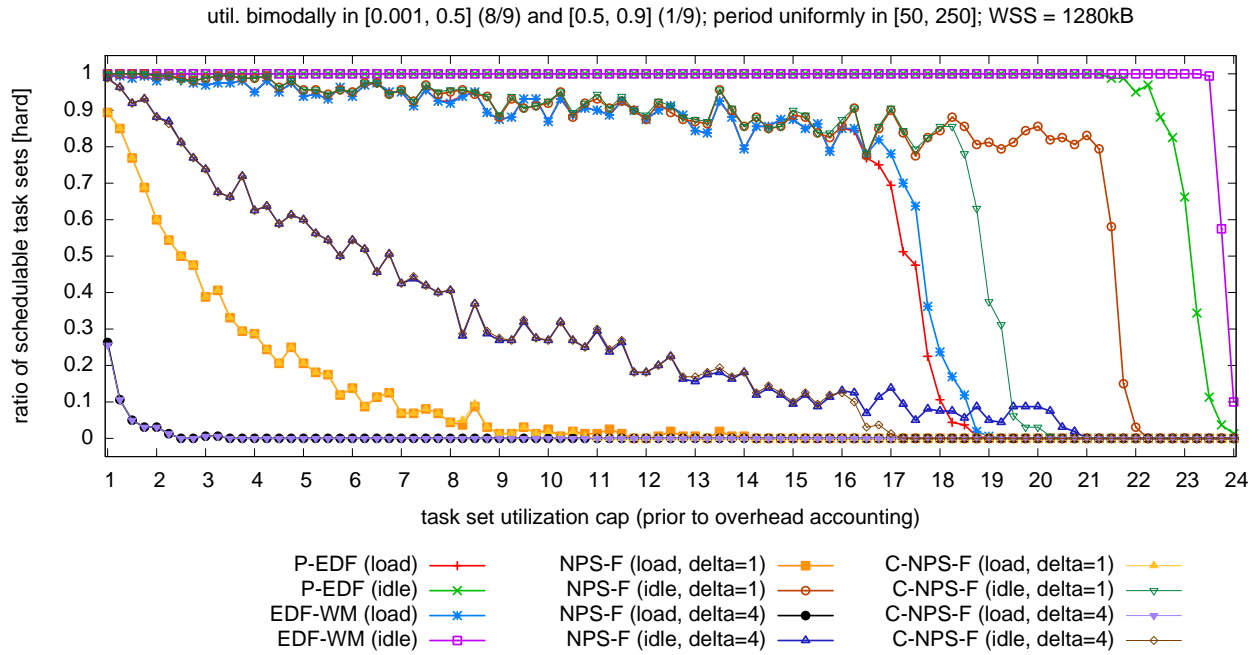 util. bimodally in [0.001, 0.5] (8/9) and [0.5, 0.9] (1/9); period uniformly in [50, 250]; WSS = 1280kB
ratio of schedulable task sets [hard]
1
0.9
0.8
0.7
0.6
0.5
0.4
0.3
0.2
0.1
0
1 2 3 4 5 6 7 8 9 10 11 12 13 14 15 16 17 18 19 20 21 22 23 24
task set utilization cap (prior to overhead accounting)
P-EDF (load) NPS-F (load, delta=1) C-NPS-F (load, delta=1)
P-EDF (idle) NPS-F (idle, delta=1) C-NPS-F (idle, delta=1)
EDF-WM (load) NPS-F (load, delta=4) C-NPS-F (load, delta=4)
EDF-WM (idle) NPS-F (idle, delta=4) C-NPS-F (idle, delta=4)